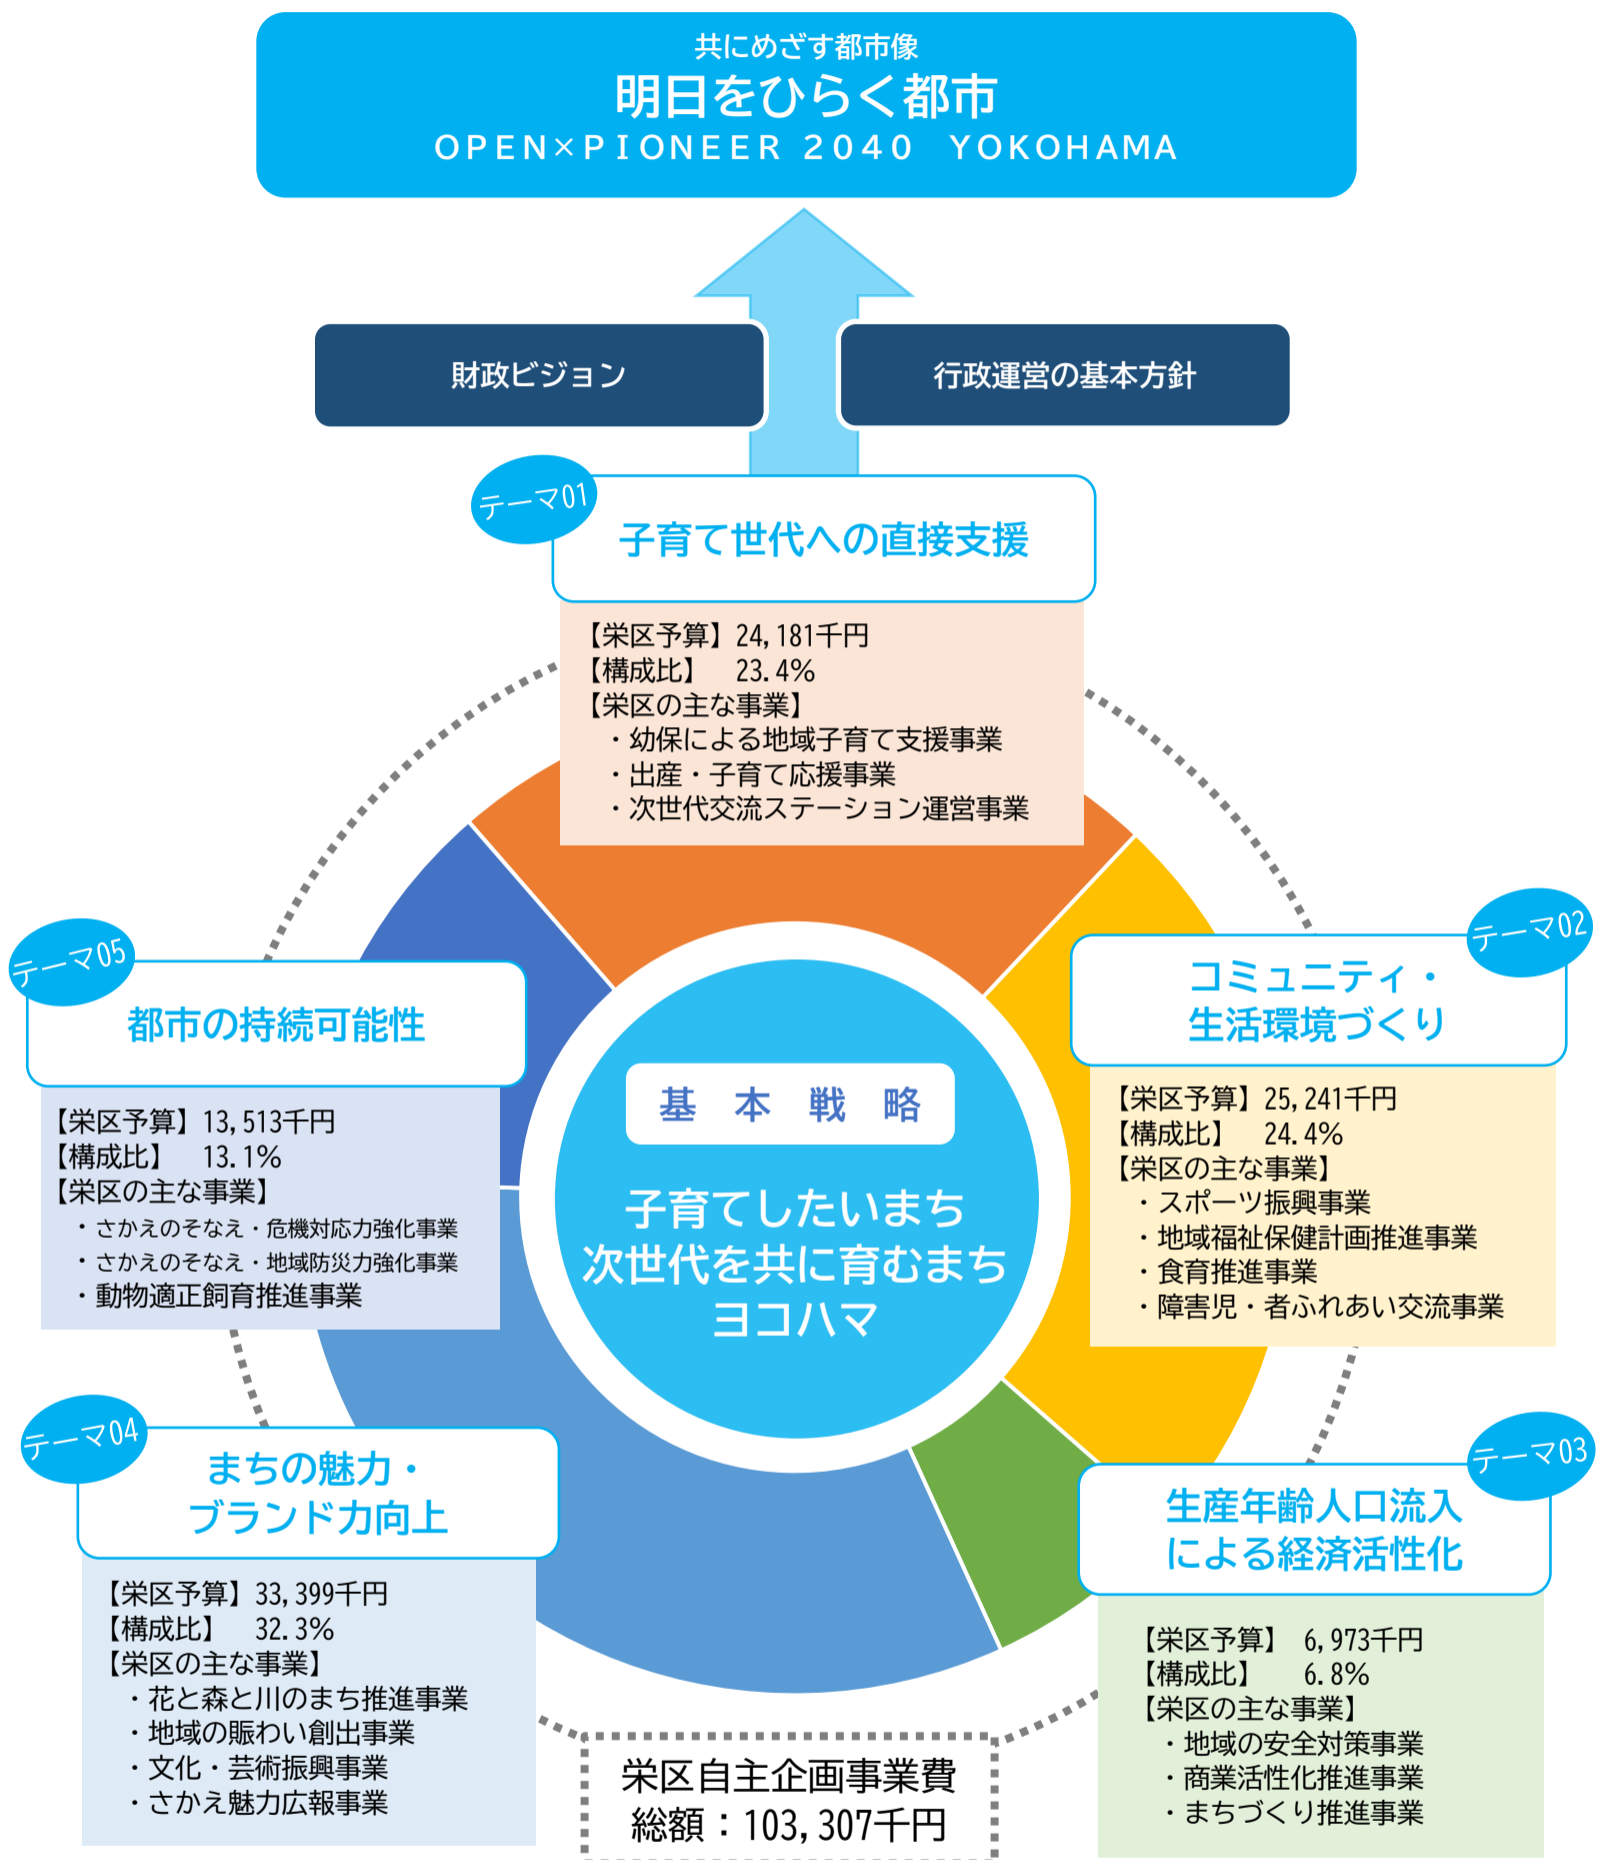 共にめざす都市像
明日をひらく都市
OPEN×PIONEER 2040 YOKOHAMA
財政ビジョン
行政運営の基本方針
テーマ01
子育て世代への直接支援
【栄区予算】24,181千円
【構成比】 23.4%
【栄区の主な事業】
・幼保による地域子育て支援事業
・出産・子育て応援事業
・次世代交流ステーション運営事業
テーマ02
コミュニティ・
生活環境づくり
【栄区予算】25,241千円
【構成比】 24.4%
【栄区の主な事業】
・スポーツ振興事業
・地域福祉保健計画推進事業
・食育推進事業
・障害児・者ふれあい交流事業
テーマ05
都市の持続可能性
【栄区予算】13,513千円
【構成比】 13.1%
【栄区の主な事業】
・さかえのそなえ・危機対応力強化事業
・さかえのそなえ・地域防災力強化事業
・動物適正飼育推進事業
基本戦略
子育てしたいまち
次世代を共に育むまち
ヨコハマ
テーマ04
まちの魅力・
ブランド力向上
【栄区予算】33,399千円
【構成比】 32.3%
【栄区の主な事業】
・花と森と川のまち推進事業
・地域の賑わい創出事業
・文化・芸術振興事業
・さかえ魅力広報事業
テーマ03
生産年齢人口流入
による経済活性化
【栄区予算】 6,973千円
【構成比】 6.8%
【栄区の主な事業】
・地域の安全対策事業
・商業活性化推進事業
・まちづくり推進事業
栄区自主企画事業費
総額：103,307千円